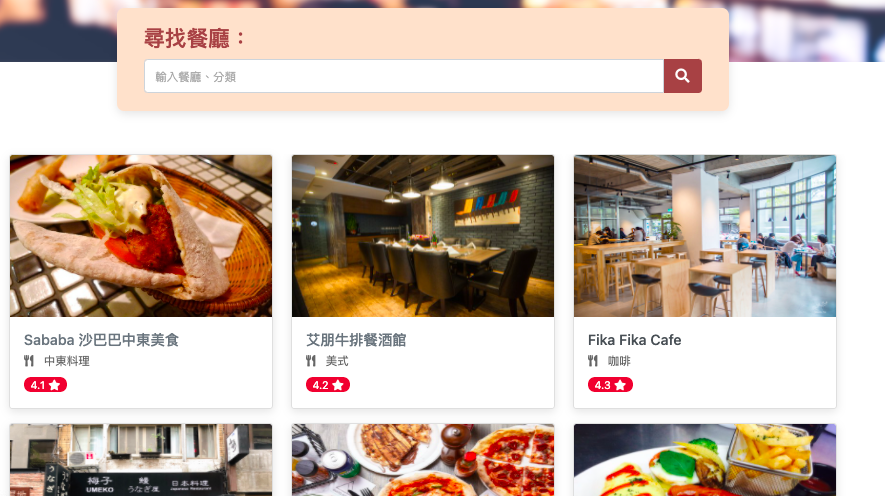 尋找餐廳：
輸入餐廳、分類
Sababa 沙巴巴中東美食
中東料理
4.1
艾朋牛排餐酒館
美式
4.2
Fika Fika Cafe
咖啡
4.3
うなぎ
梅子 鰻 日本料理
UMEKO うなぎ屋 Japanese Restaurant